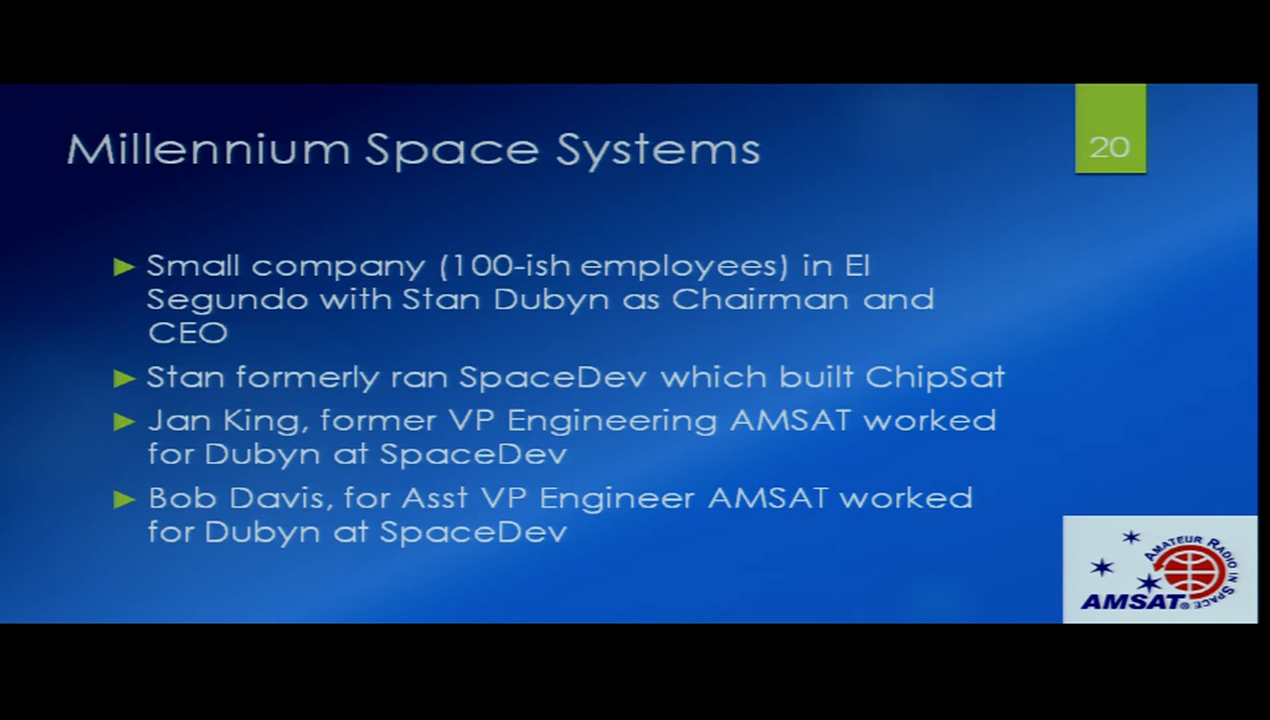 Millennium Space Systems
20
Small company (100-ish employees) in El
Segundo with Stan Dubyn as Chairman and
CEO
Stan formerly ran SpaceDev which built ChipSat
Jan King, former VP Engineering AMSAT worked
for Dubyn at SpaceDev
Bob Davis, for Asst VP Engineer AMSAT worked
for Dubyn at SpaceDev
AMATEUR RADIO IN SPACE
AMSAT®